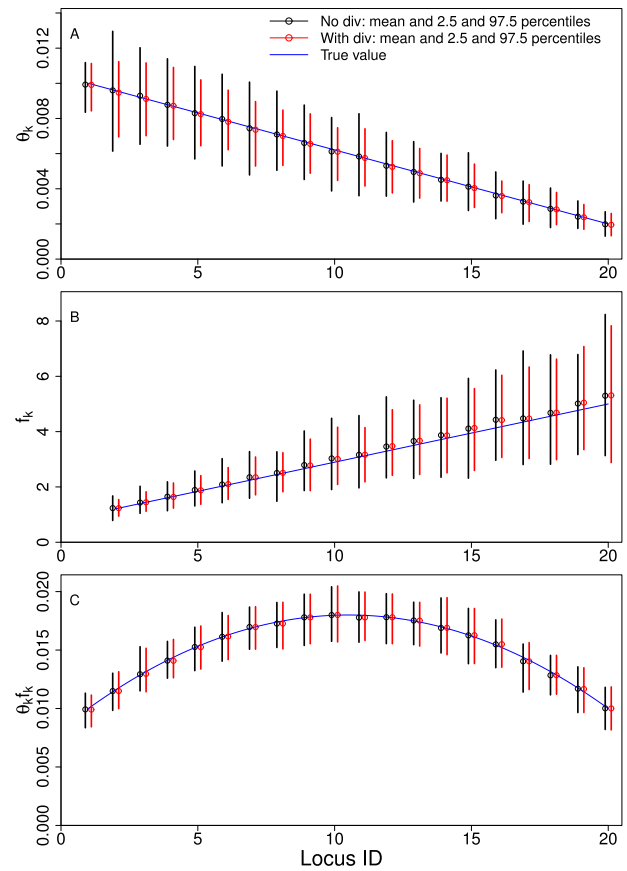 A
No div: mean and 2.5 and 97.5 percentiles
With div: mean and 2.5 and 97.5 percentiles
True value
θk
0.000 0.004 0.008 0.012
0 5 10 15 20
B
fk
0 2 4 6 8
0 5 10 15 20
C
θkfk
0.000 0.005 0.010 0.015 0.020
0 5 10 15 20
Locus ID